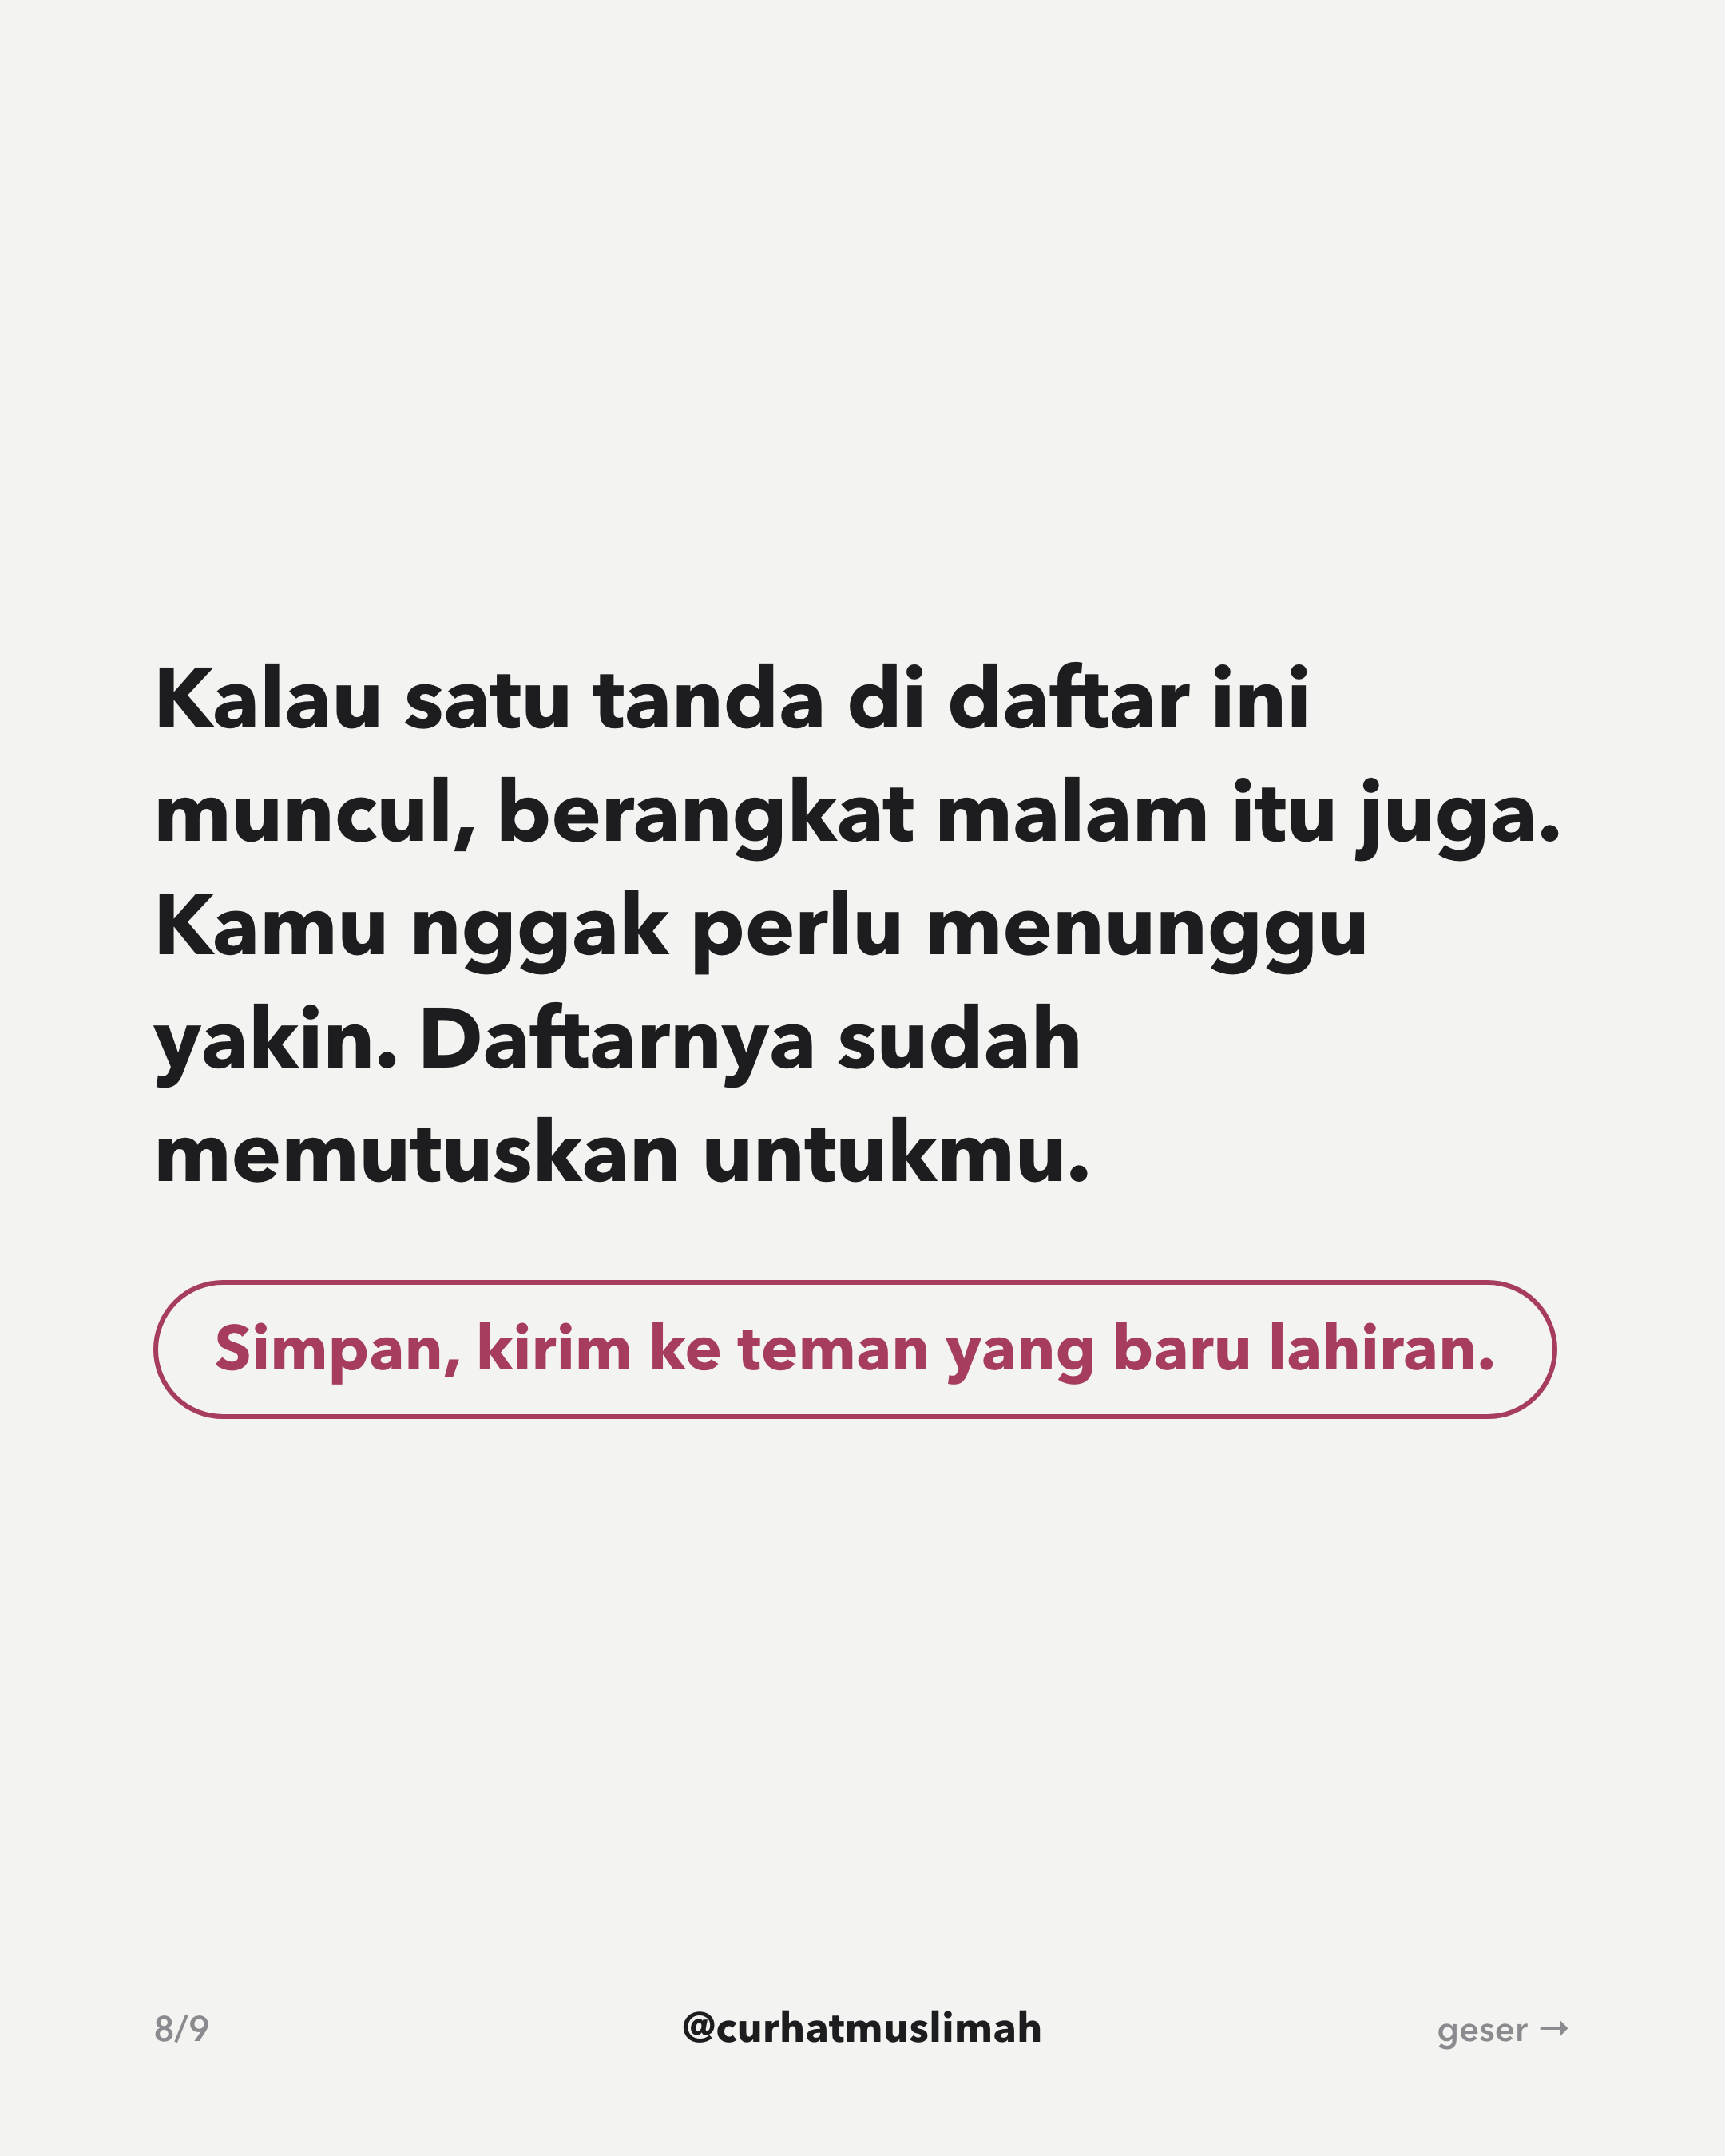 Kalau satu tanda di daftar ini
muncul, berangkat malam itu juga.
Kamu nggak perlu menunggu
yakin. Daftarnya sudah
memutuskan untukmu.
Simpan, kirim ke teman yang baru lahiran.
8/9
@curhatmuslimah
geser →